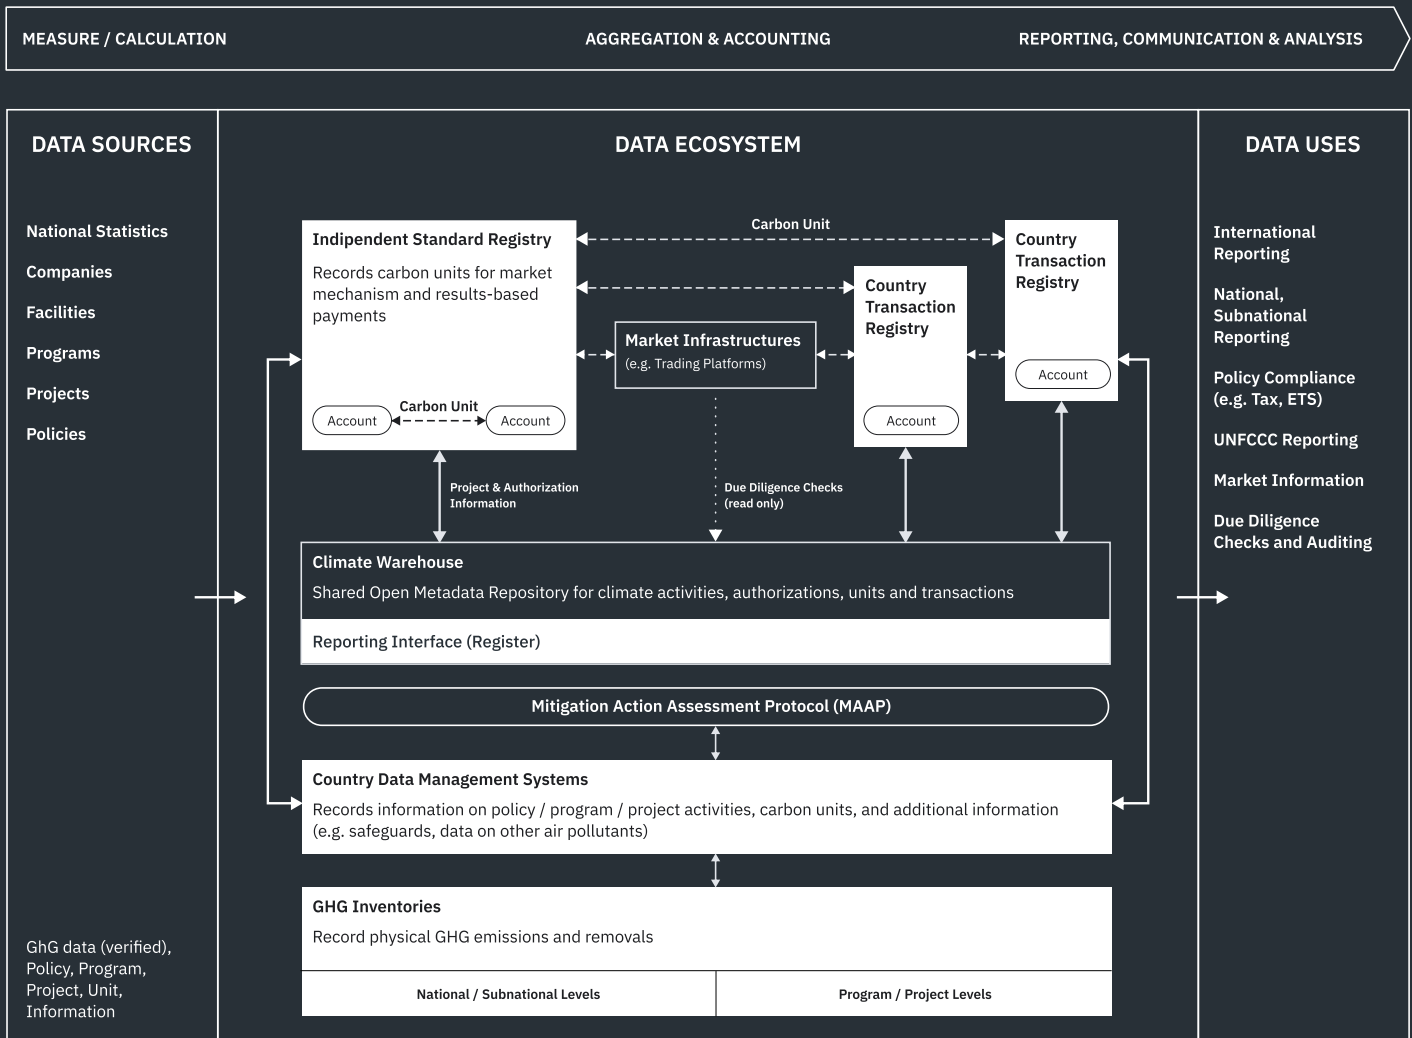 MEASURE / CALCULATION
AGGREGATION & ACCOUNTING
REPORTING, COMMUNICATION & ANALYSIS
DATA SOURCES
National Statistics
Companies
Facilities
Programs
Projects
Policies
GhG data (verified),
Policy, Program,
Project, Unit,
Information
DATA ECOSYSTEM
Indipendent Standard Registry
Records carbon units for market
mechanism and results-based
payments
Account
Carbon Unit
Account
Carbon Unit
Market Infrastructures
(e.g. Trading Platforms)
Country
Transaction
Registry
Account
Country
Transaction
Registry
Account
Project & Authorization
Information
Due Diligence Checks
(read only)
Climate Warehouse
Shared Open Metadata Repository for climate activities, authorizations, units and transactions
Reporting Interface (Register)
Mitigation Action Assessment Protocol (MAAP)
Country Data Management Systems
Records information on policy / program / project activities, carbon units, and additional information
(e.g. safeguards, data on other air pollutants)
GHG Inventories
Record physical GHG emissions and removals
National / Subnational Levels
Program / Project Levels
DATA USES
International
Reporting
National,
Subnational
Reporting
Policy Compliance
(e.g. Tax, ETS)
UNFCCC Reporting
Market Information
Due Diligence
Checks and Auditing